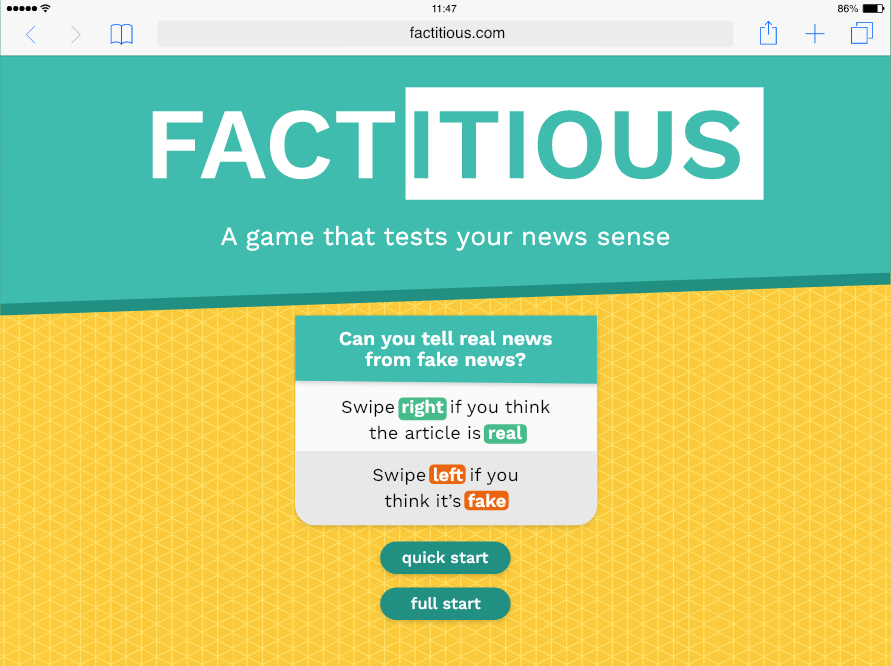 11:47
86%
factitious.com
FACTITIOUS
A game that tests your news sense
Can you tell real news
from fake news?
Swipe right if you think
the article is real
Swipe left if you
think it's fake
quick start
full start